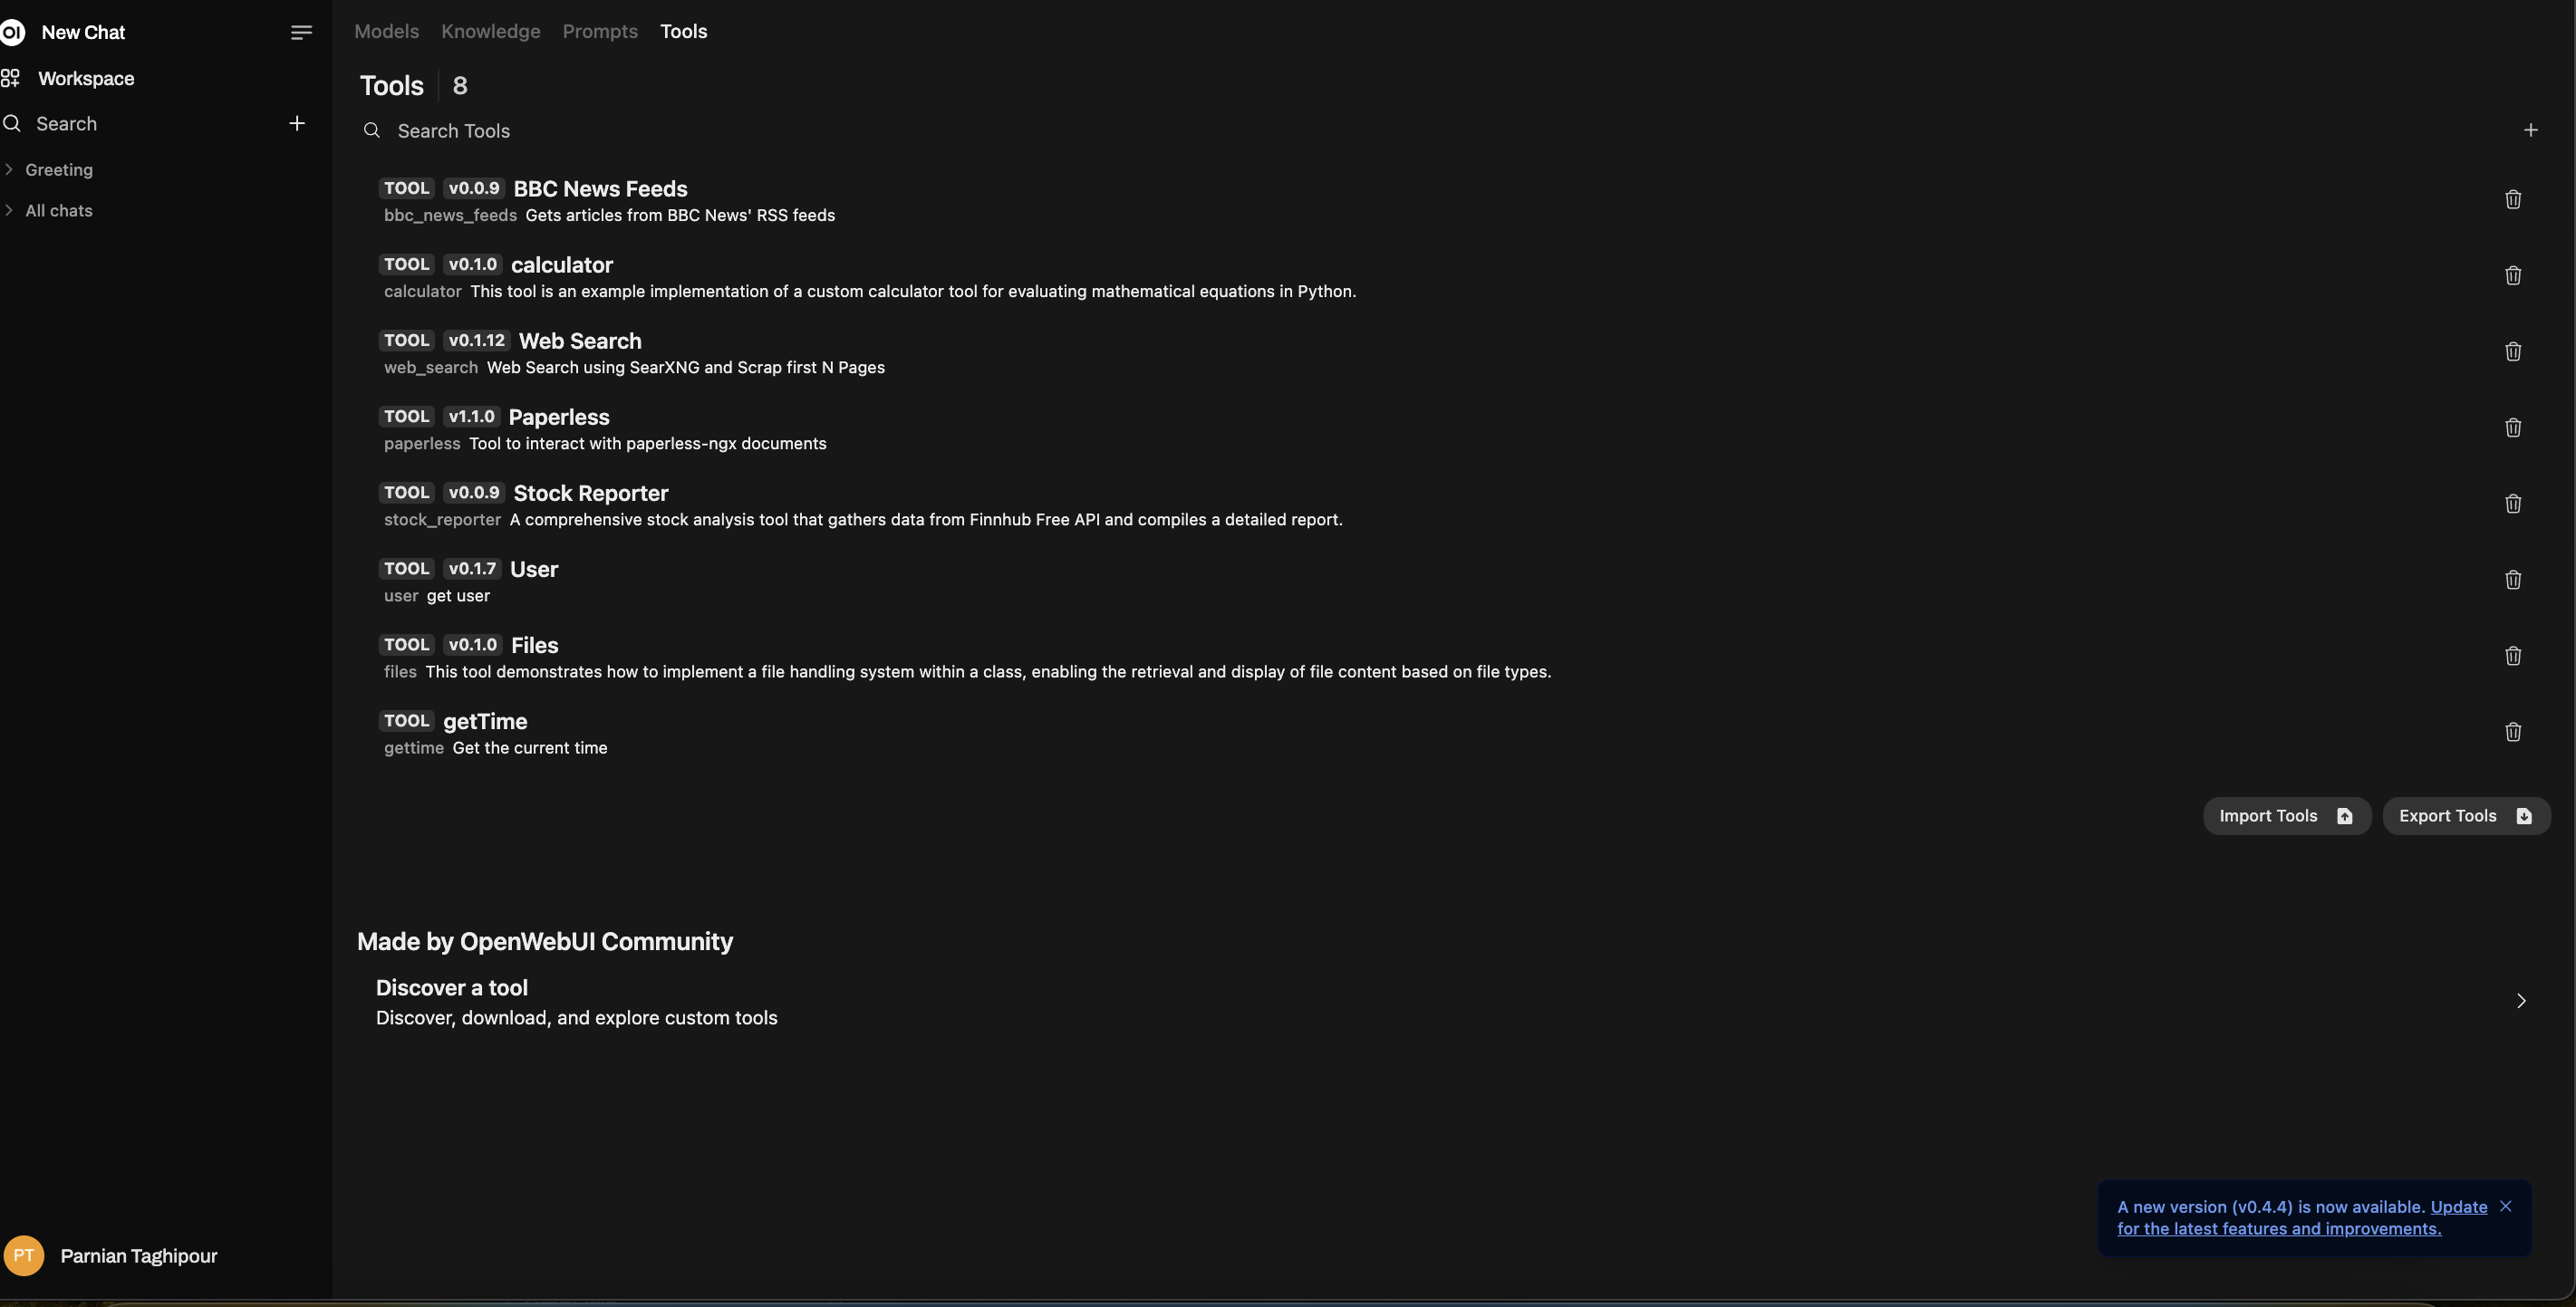 New Chat
Workspace
Search
Greeting
All chats
Models Knowledge Prompts Tools
Tools 8
Search Tools
TOOL v0.0.9 BBC News Feeds
bbc_news_feeds Gets articles from BBC News' RSS feeds
TOOL v0.1.0 calculator
calculator This tool is an example implementation of a custom calculator tool for evaluating mathematical equations in Python.
TOOL v0.1.12 Web Search
web_search Web Search using SearXNG and Scrap first N Pages
TOOL v1.1.0 Paperless
paperless Tool to interact with paperless-ngx documents
TOOL v0.0.9 Stock Reporter
stock_reporter A comprehensive stock analysis tool that gathers data from Finnhub Free API and compiles a detailed report.
TOOL v0.1.7 User
user get user
TOOL v0.1.0 Files
files This tool demonstrates how to implement a file handling system within a class, enabling the retrieval and display of file content based on file types.
TOOL getTime
gettime Get the current time
Import Tools Export Tools
Made by OpenWebUI Community
Discover a tool
Discover, download, and explore custom tools
A new version (v0.4.4) is now available. Update
for the latest features and improvements.
PT Parnian Taghipour